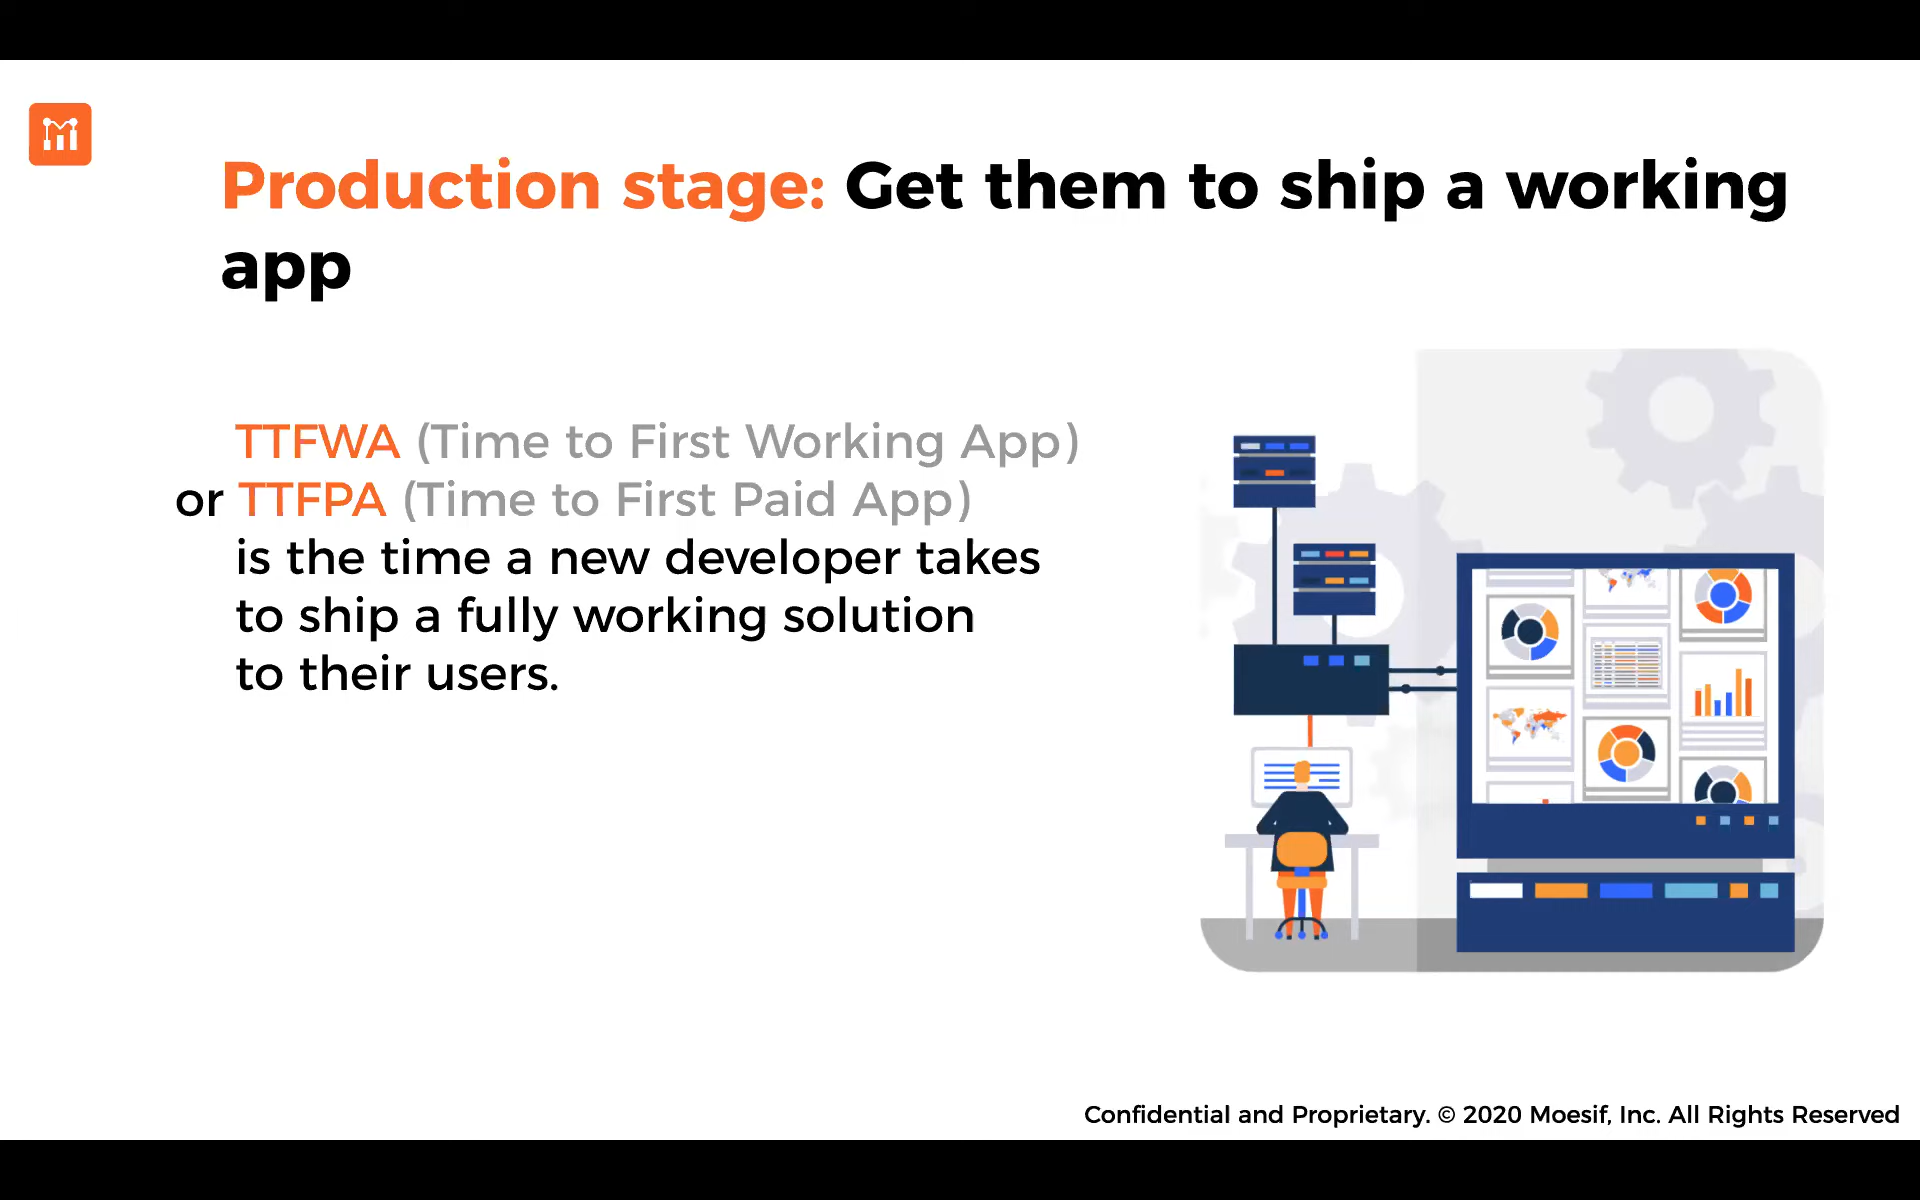 Production stage: Get them to ship a working
app
TTFWA (Time to First Working App)
or TTFPA (Time to First Paid App)
is the time a new developer takes
to ship a fully working solution
to their users.
Confidential and Proprietary. © 2020 Moesif, Inc. All Rights Reserved